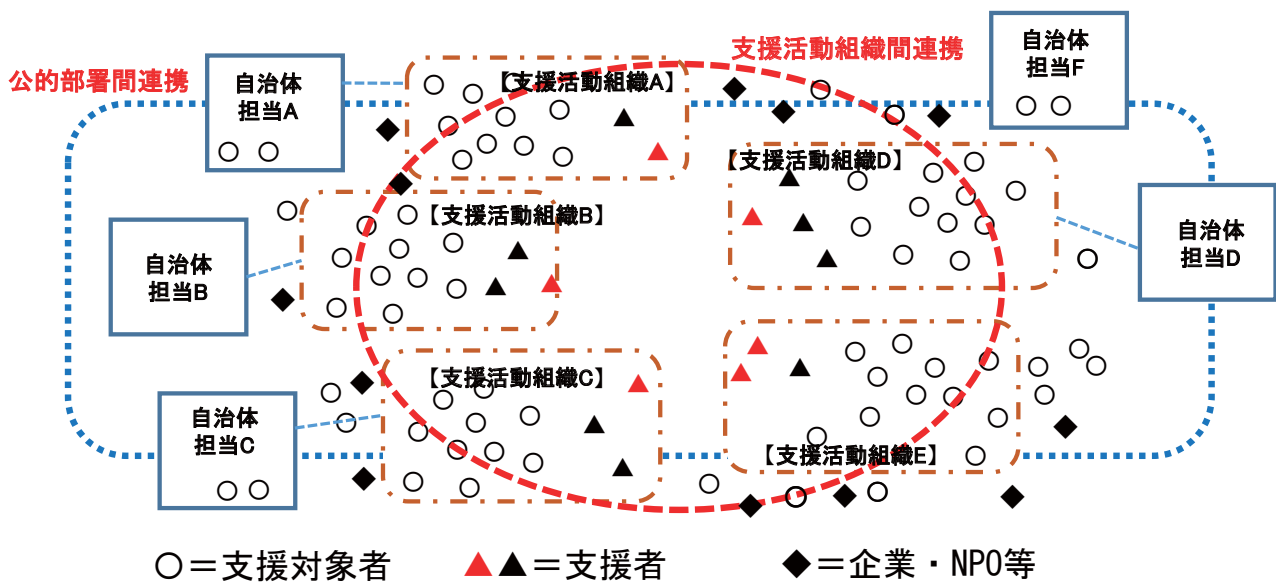 公的部署間連携
支援活動組織間連携
自治体
担当A
【支援活動組織A】
自治体
担当F
【支援活動組織D】
自治体
担当B
【支援活動組織B】
自治体
担当D
自治体
担当C
【支援活動組織C】
【支援活動組織E】
○＝支援対象者
▲▲＝支援者
◆＝企業・NPO等